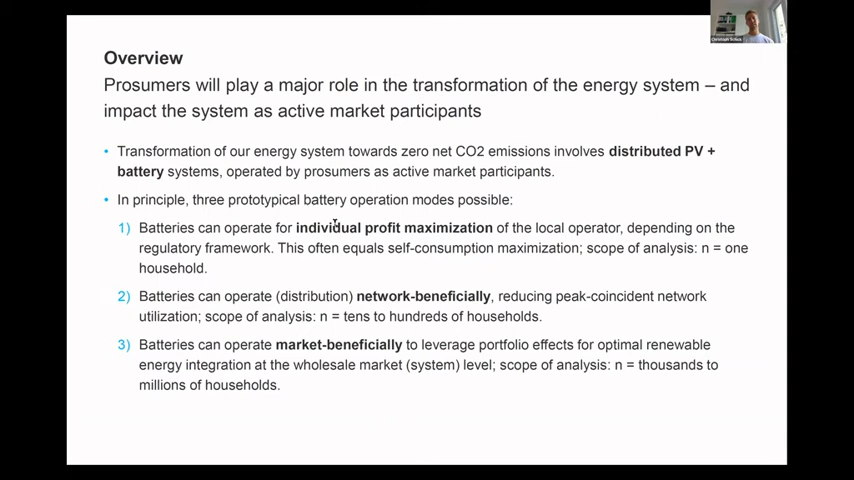 Overview
Prosumers will play a major role in the transformation of the energy system – and
impact the system as active market participants
• Transformation of our energy system towards zero net CO2 emissions involves distributed PV +
battery systems, operated by prosumers as active market participants.
• In principle, three prototypical battery operation modes possible:
1) Batteries can operate for individual profit maximization of the local operator, depending on the
regulatory framework. This often equals self-consumption maximization; scope of analysis: n = one
household.
2) Batteries can operate (distribution) network-beneficially, reducing peak-coincident network
utilization; scope of analysis: n = tens to hundreds of households.
3) Batteries can operate market-beneficially to leverage portfolio effects for optimal renewable
energy integration at the wholesale market (system) level; scope of analysis: n = thousands to
millions of households.